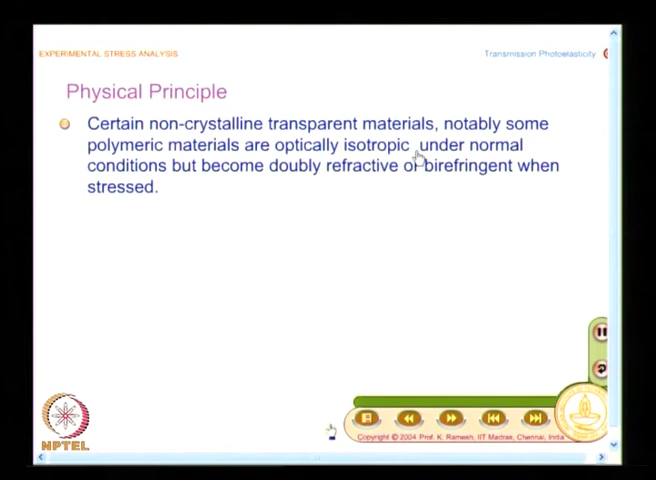 EXPERIMENTAL STRESS ANALYSIS
Transmission Photoelasticity
Physical Principle
Certain non-crystalline transparent materials, notably some
polymeric materials are optically isotropic under normal
conditions but become doubly refractive or birefringent when
stressed.
NPTEL
Copyright © 2004 Prof. K. Ramesh, IIT Madras, Chennai, India